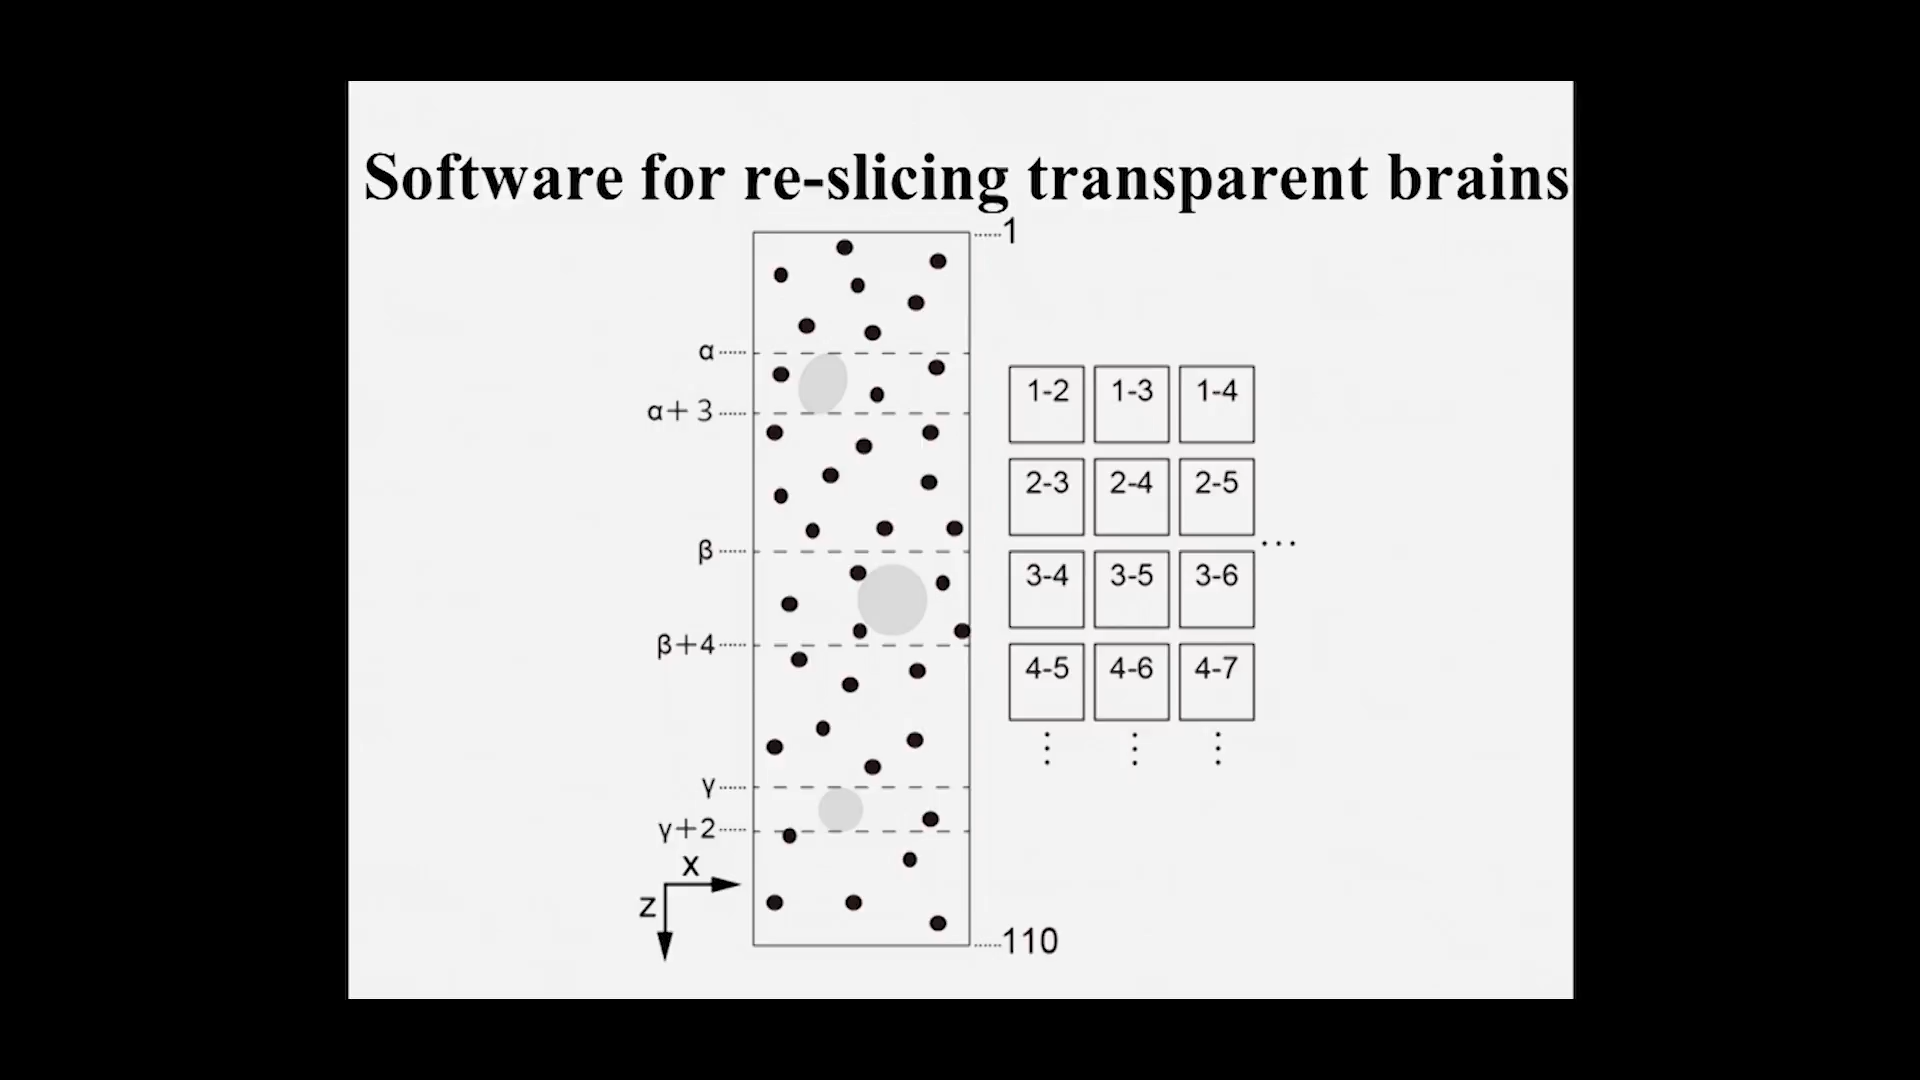 Software for re-slicing transparent brains
1
α
α+3
1-2 1-3 1-4
2-3 2-4 2-5
...
β
3-4 3-5 3-6
β+4
4-5 4-6 4-7
γ
γ+2
X
Z
110